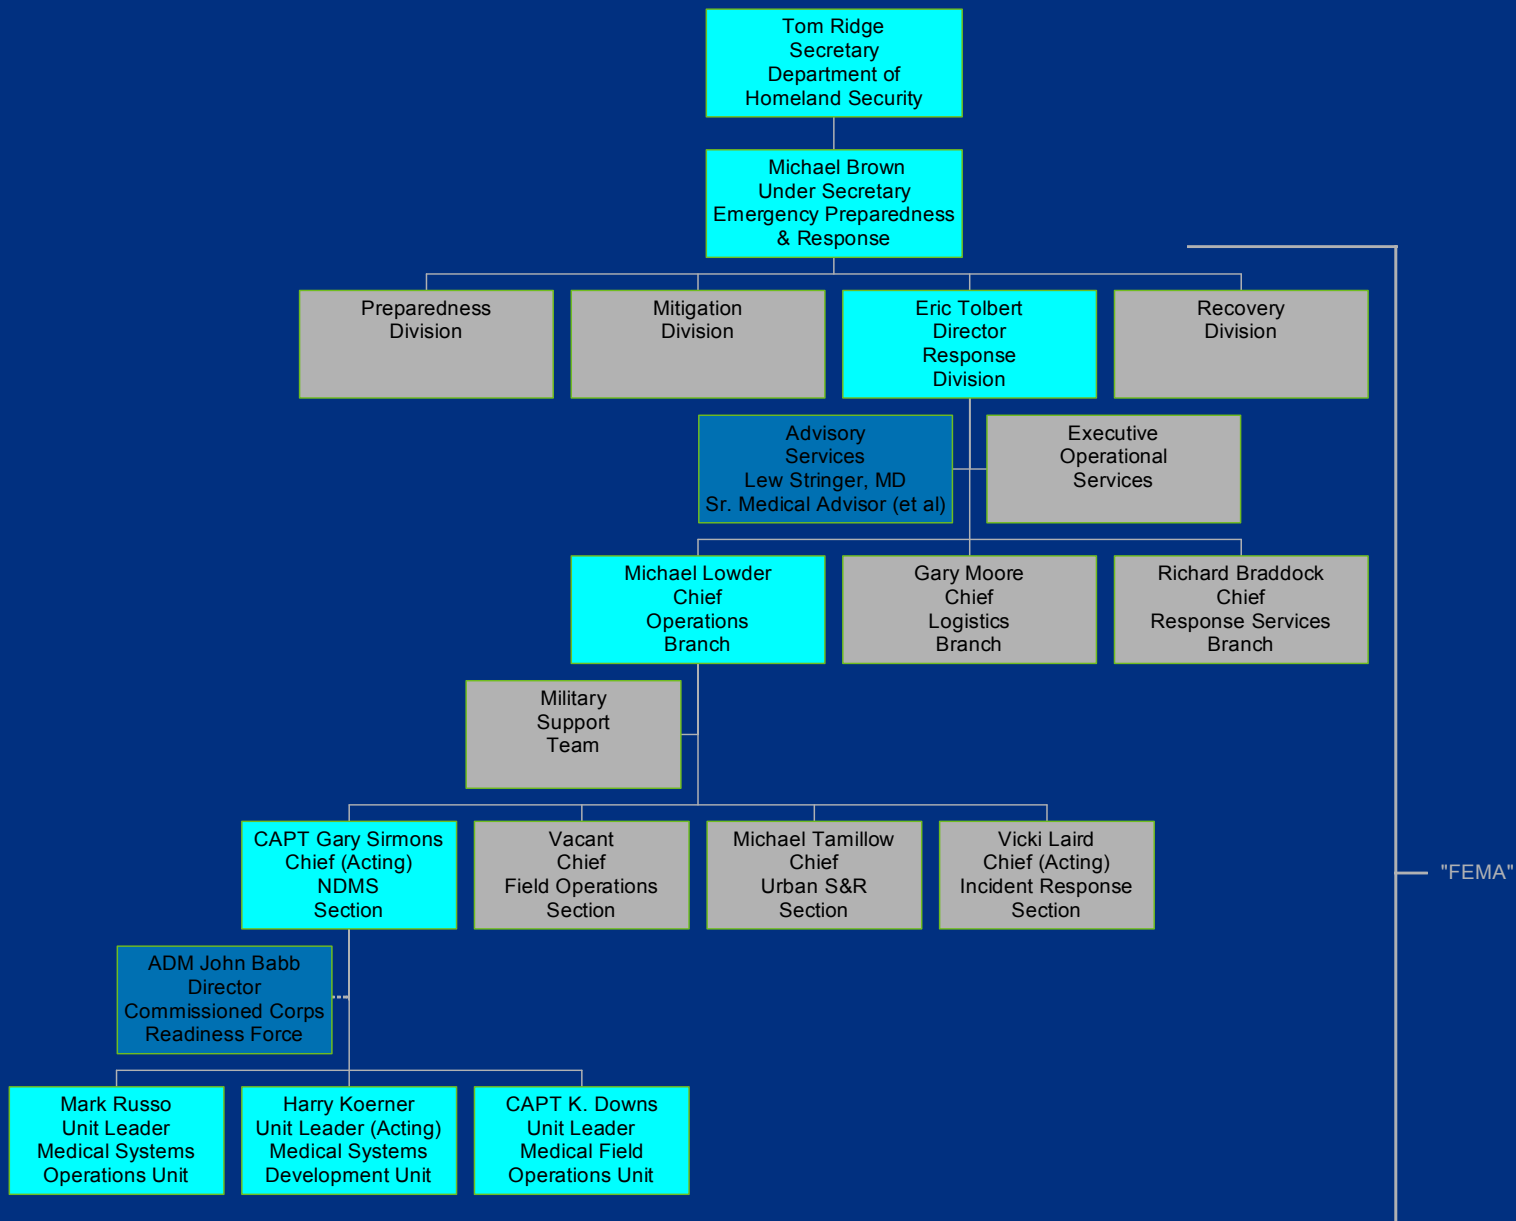 Tom Ridge
Secretary
Department of
Homeland Security
Michael Brown
Under Secretary
Emergency Preparedness
& Response
Preparedness
Division
Mitigation
Division
Eric Tolbert
Director
Response
Division
Recovery
Division
Advisory
Services
Lew Stringer, MD
Sr. Medical Advisor (et al)
Executive
Operational
Services
Michael Lowder
Chief
Operations
Branch
Gary Moore
Chief
Logistics
Branch
Richard Braddock
Chief
Response Services
Branch
Military
Support
Team
CAPT Gary Sirmons
Chief (Acting)
NDMS
Section
Vacant
Chief
Field Operations
Section
Michael Tamillow
Chief
Urban S&R
Section
Vicki Laird
Chief (Acting)
Incident Response
Section
"FEMA"
ADM John Babb
Director
Commissioned Corps
Readiness Force
Mark Russo
Unit Leader
Medical Systems
Operations Unit
Harry Koerner
Unit Leader (Acting)
Medical Systems
Development Unit
CAPT K. Downs
Unit Leader
Medical Field
Operations Unit